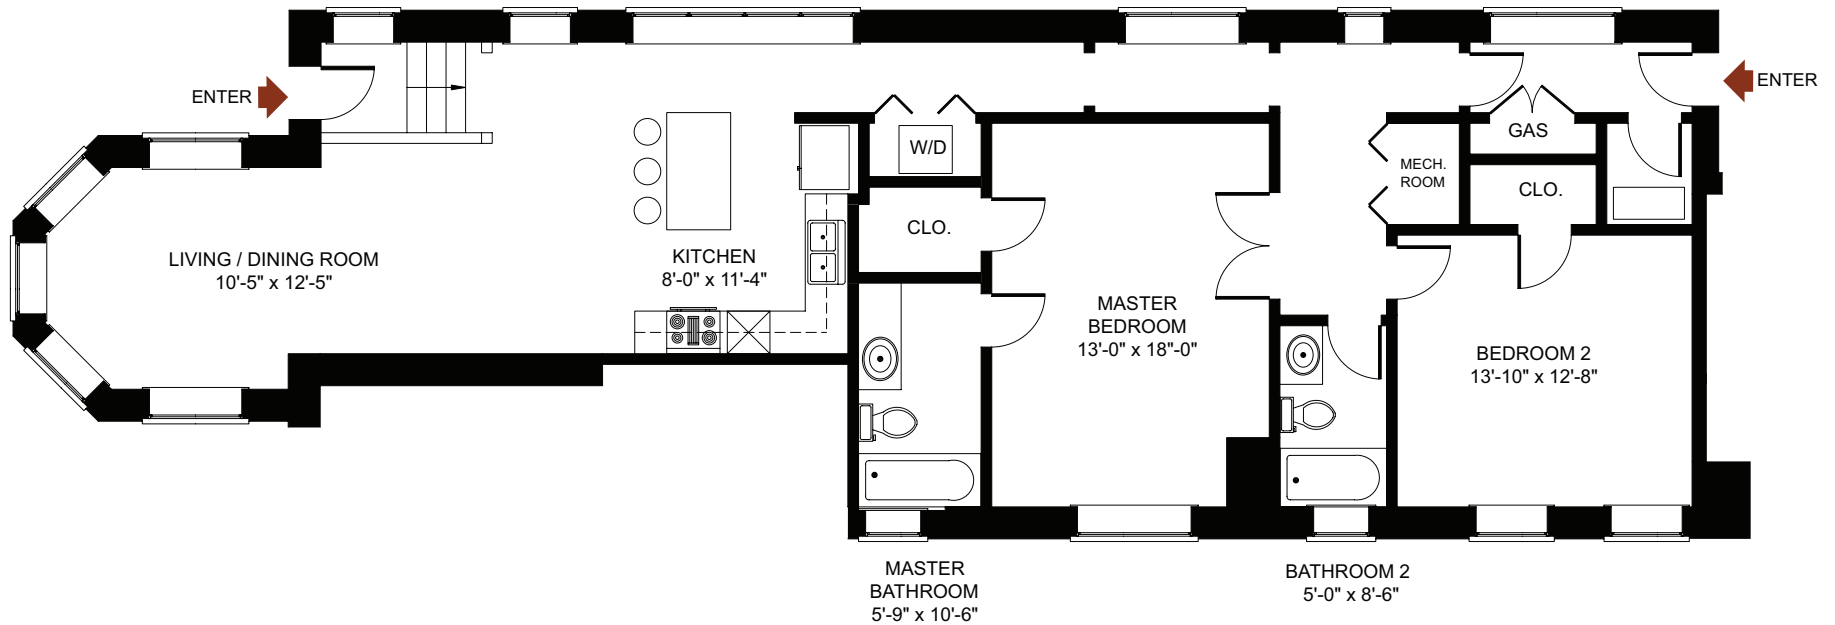 ENTER
ENTER
W/D
GAS
MECH.
ROOM
CLO.
CLO.
LIVING / DINING ROOM
10'-5" x 12'-5"
KITCHEN
8'-0" x 11'-4"
MASTER
BEDROOM
13'-0" x 18"-0"
BEDROOM 2
13'-10" x 12'-8"
MASTER
BATHROOM
5'-9" x 10'-6"
BATHROOM 2
5'-0" x 8'-6"